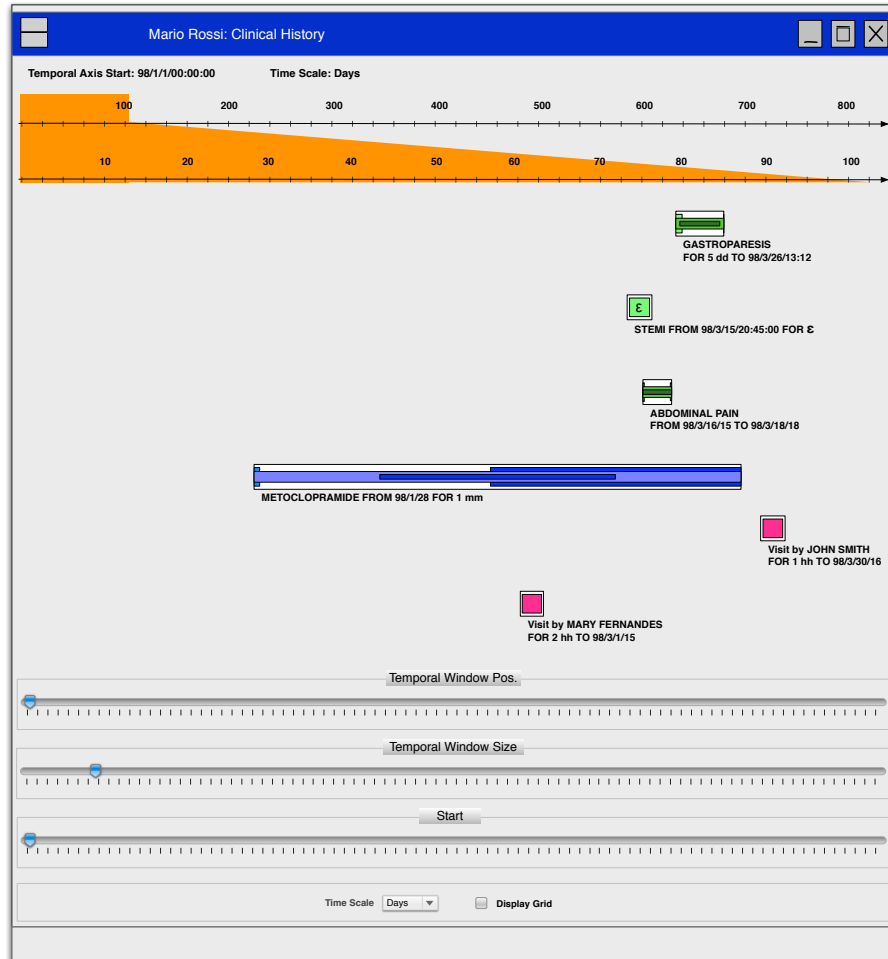 Mario Rossi: Clinical History
Temporal Axis Start: 98/1/1/00:00:00 Time Scale: Days
100 200 300 400 500 600 700 800
10 20 30 40 50 60 70 80 90 100
GASTROPARESIS
FOR 5 dd TO 98/3/26/13:12
ε
STEMI FROM 98/3/15/20:45:00 FOR ε
ABDOMINAL PAIN
FROM 98/3/16/15 TO 98/3/18/18
METOCLOPRAMIDE FROM 98/1/28 FOR 1 mm
Visit by JOHN SMITH
FOR 1 hh TO 98/3/30/16
Visit by MARY FERNANDES
FOR 2 hh TO 98/3/1/15
Temporal Window Pos.
Temporal Window Size
Start
Time Scale Days Display Grid